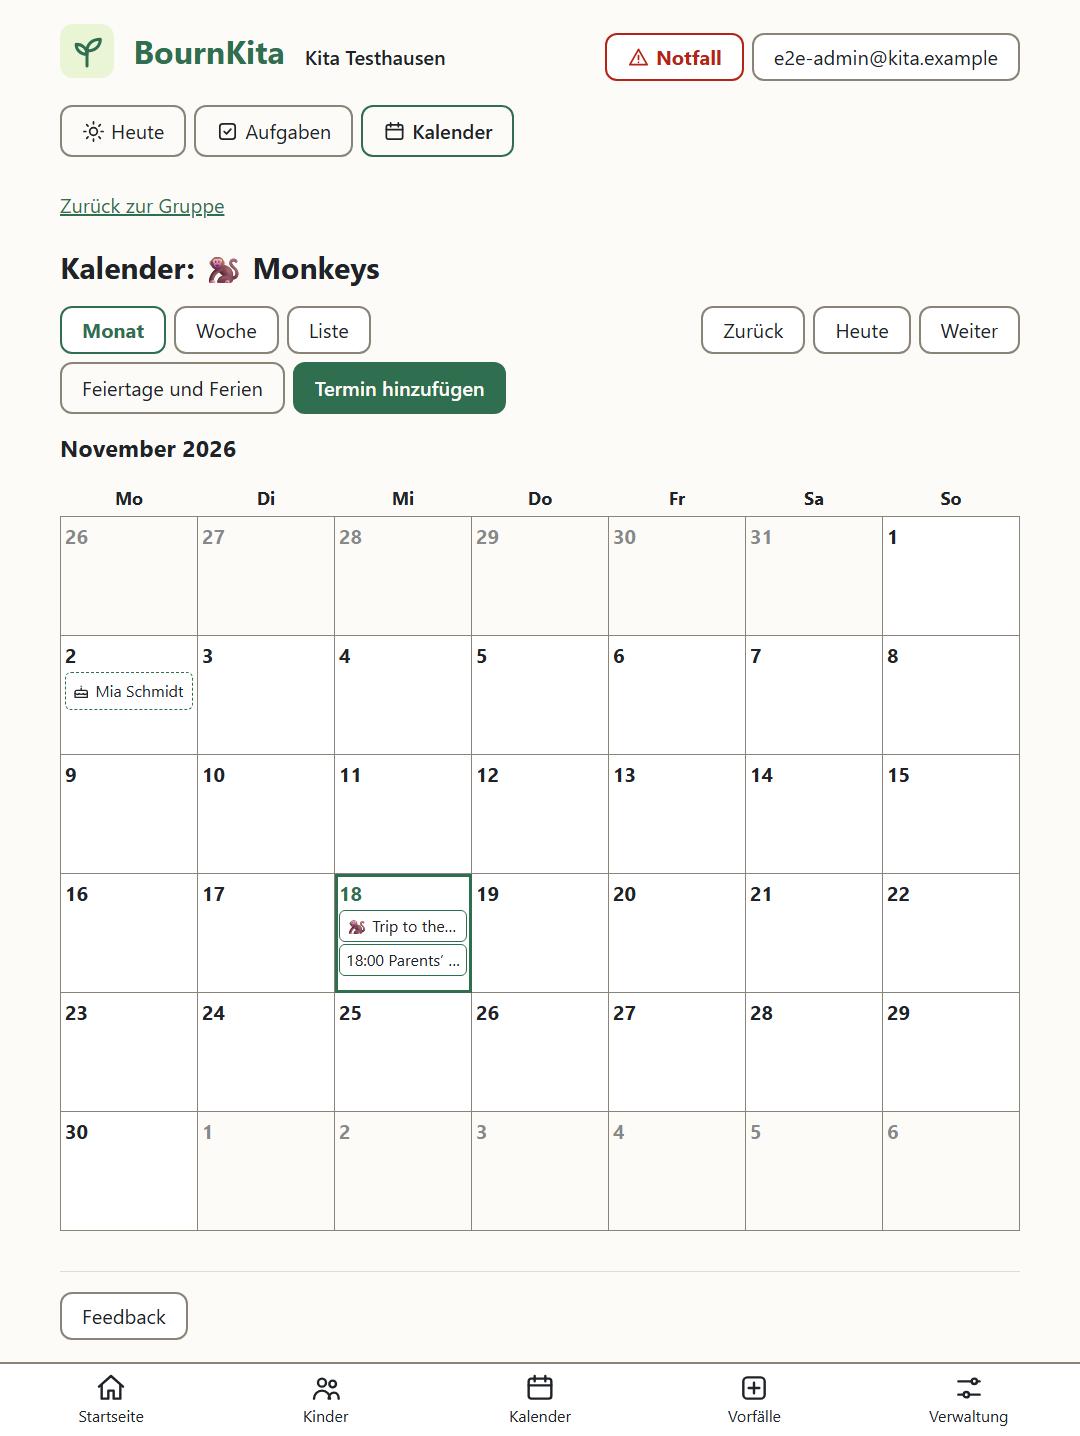 BournKita Kita Testhausen Notfall e2e-admin@kita.example
Heute Aufgaben Kalender
Zurück zur Gruppe
Kalender: Monkeys
Monat Woche Liste Zurück Heute Weiter
Feiertage und Ferien Termin hinzufügen
November 2026
Mo Di Mi Do Fr Sa So
26 27 28 29 30 31 1
2 3 4 5 6 7 8
Mia Schmidt
9 10 11 12 13 14 15
16 17 18 19 20 21 22
Trip to the...
18:00 Parents’ ...
23 24 25 26 27 28 29
30 1 2 3 4 5 6
Feedback
Startseite Kinder Kalender Vorfälle Verwaltung